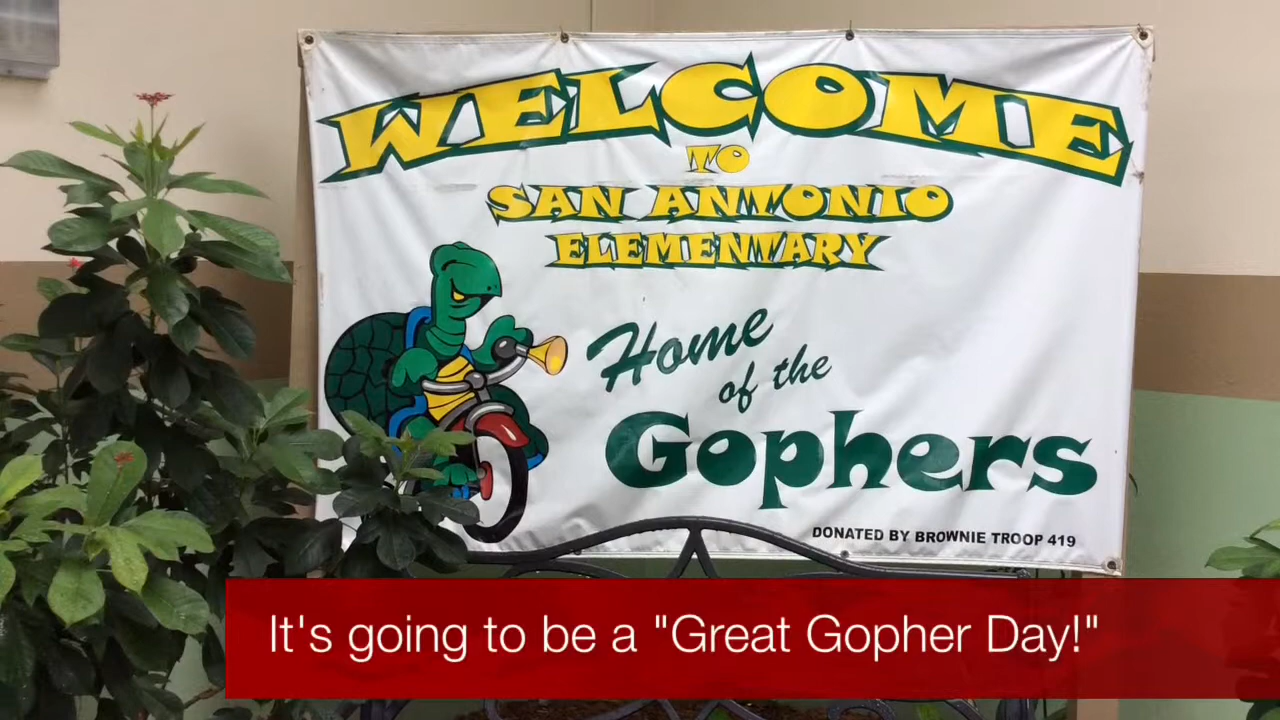 WELCOME
TO
SAN ANTONIO
ELEMENTARY
Home
of the
Gophers
DONATED BY BROWNIE TROOP 419
It's going to be a "Great Gopher Day!"